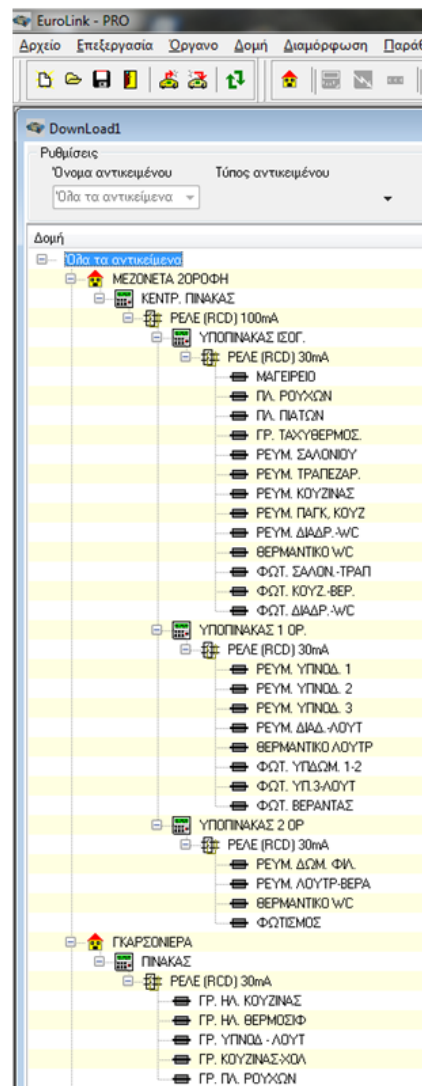 EuroLink - PRO
Αρχείο Επεξεργασία Όργανο Δομή Διαμόρφωση Παράθ
DownLoad1
Ρυθμίσεις
Όνομα αντικειμένου Τύπος αντικειμένου
Όλα τα αντικείμενα
Δομή
Όλα τα αντικείμενα
ΜΕΖΟΝΕΤΑ 2ΟΡΟΦΗ
ΚΕΝΤΡ. ΠΙΝΑΚΑΣ
ΡΕΛΕ (RCD) 100mA
ΥΠΟΠΙΝΑΚΑΣ ΙΣΟΓ.
ΡΕΛΕ (RCD) 30mA
ΜΑΓΕΙΡΕΙΟ
ΠΛ. ΡΟΥΧΩΝ
ΠΛ. ΠΙΑΤΩΝ
ΓΡ. ΤΑΧΥΘΕΡΜΟΣ.
ΡΕΥΜ. ΣΑΛΟΝΙΟΥ
ΡΕΥΜ. ΤΡΑΠΕΖΑΡ.
ΡΕΥΜ. ΚΟΥΖΙΝΑΣ
ΡΕΥΜ. ΠΑΓΚ, ΚΟΥΖ
ΡΕΥΜ. ΔΙΑΔΡ.-WC
ΘΕΡΜΑΝΤΙΚΟ WC
ΦΩΤ. ΣΑΛΟΝ.-ΤΡΑΠ
ΦΩΤ. ΚΟΥΖ.-ΒΕΡ.
ΦΩΤ. ΔΙΑΔΡ.-WC
ΥΠΟΠΙΝΑΚΑΣ 1 ΟΡ.
ΡΕΛΕ (RCD) 30mA
ΡΕΥΜ. ΥΠΝΟΔ. 1
ΡΕΥΜ. ΥΠΝΟΔ. 2
ΡΕΥΜ. ΥΠΝΟΔ. 3
ΡΕΥΜ. ΔΙΑΔ.-ΛΟΥΤ
ΘΕΡΜΑΝΤΙΚΟ ΛΟΥΤΡ
ΦΩΤ. ΥΠΔΩΜ. 1-2
ΦΩΤ. ΥΠ.3-ΛΟΥΤ
ΦΩΤ. ΒΕΡΑΝΤΑΣ
ΥΠΟΠΙΝΑΚΑΣ 2 ΟΡ
ΡΕΛΕ (RCD) 30mA
ΡΕΥΜ. ΔΩΜ. ΦΙΛ.
ΡΕΥΜ. ΛΟΥΤΡ-ΒΕΡΑ
ΘΕΡΜΑΝΤΙΚΟ WC
ΦΩΤΙΣΜΟΣ
ΓΚΑΡΣΟΝΙΕΡΑ
ΠΙΝΑΚΑΣ
ΡΕΛΕ (RCD) 30mA
ΓΡ. ΗΛ. ΚΟΥΖΙΝΑΣ
ΓΡ. ΗΛ. ΘΕΡΜΟΣΙΦ
ΓΡ. ΥΠΝΟΔ - ΛΟΥΤ
ΓΡ. ΚΟΥΖΙΝΑΣ-ΧΟΛ
ΓΡ. ΠΛ. ΡΟΥΧΩΝ